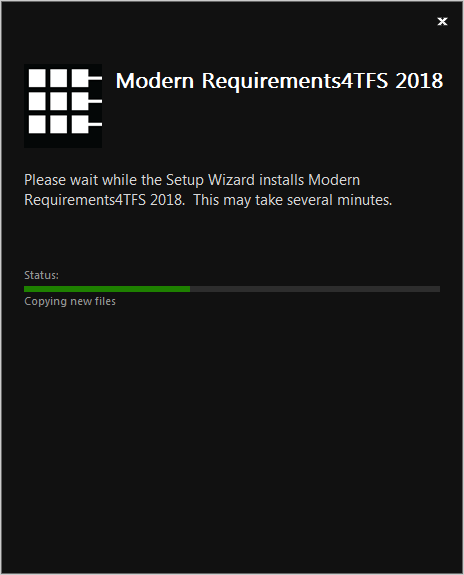 Modern Requirements4TFS 2018
Please wait while the Setup Wizard installs Modern
Requirements4TFS 2018.  This may take several minutes.
Status:
Copying new files